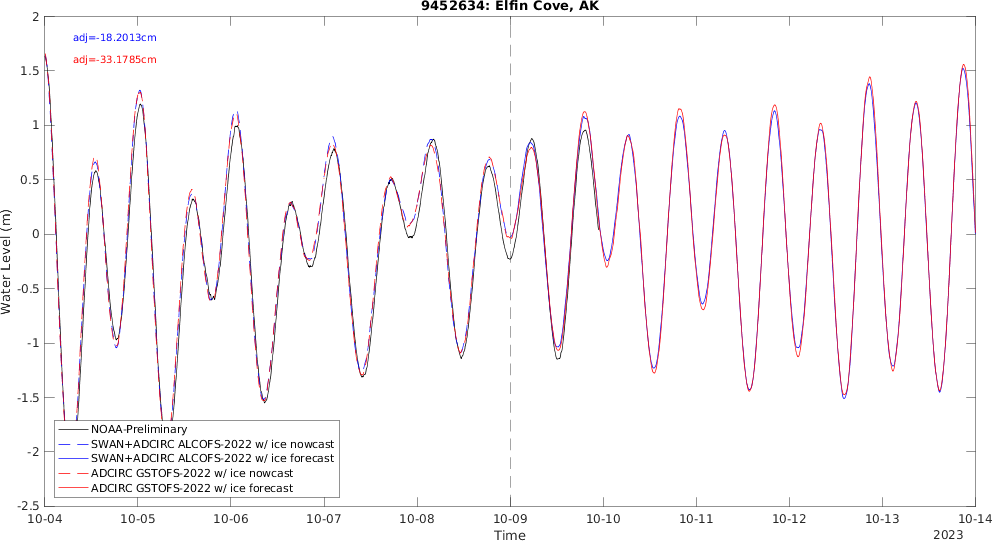 9452634: Elfin Cove, AK
adj=-18.2013cm
adj=-33.1785cm
Water Level (m)
2
1.5
1
0.5
0
-0.5
-1
-1.5
-2
-2.5
NOAA-Preliminary
SWAN+ADCIRC ALCOFS-2022 w/ ice nowcast
SWAN+ADCIRC ALCOFS-2022 w/ ice forecast
ADCIRC GSTOFS-2022 w/ ice nowcast
ADCIRC GSTOFS-2022 w/ ice forecast
10-04 10-05 10-06 10-07 10-08 10-09 10-10 10-11 10-12 10-13 10-14
Time
2023